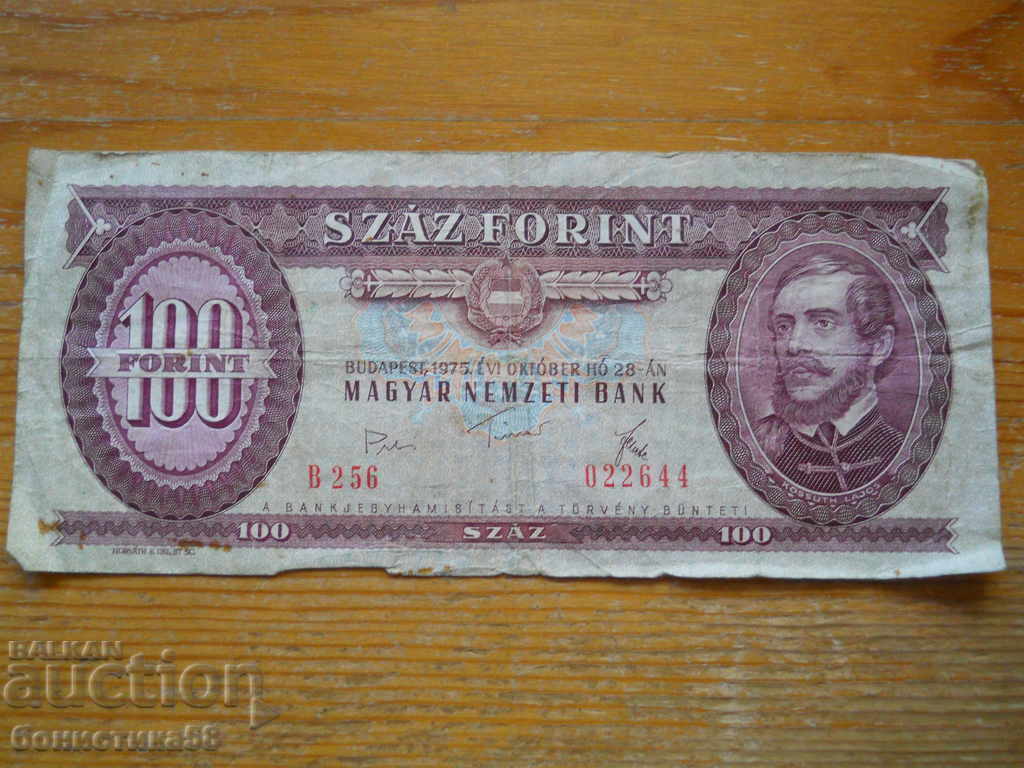 SZÁZ FORINT
100
FORINT
BUDAPEST, 1975. ÉVI OKTÓBER HÓ 28-ÁN
MAGYAR NEMZETI BANK
B 256
022644
KOSSUTH LAJOS
A BANKJEGYHAMISÍTÁST A TÖRVÉNY BÜNTETI
100 SZÁZ 100
BALKAN
auction
бонистика58